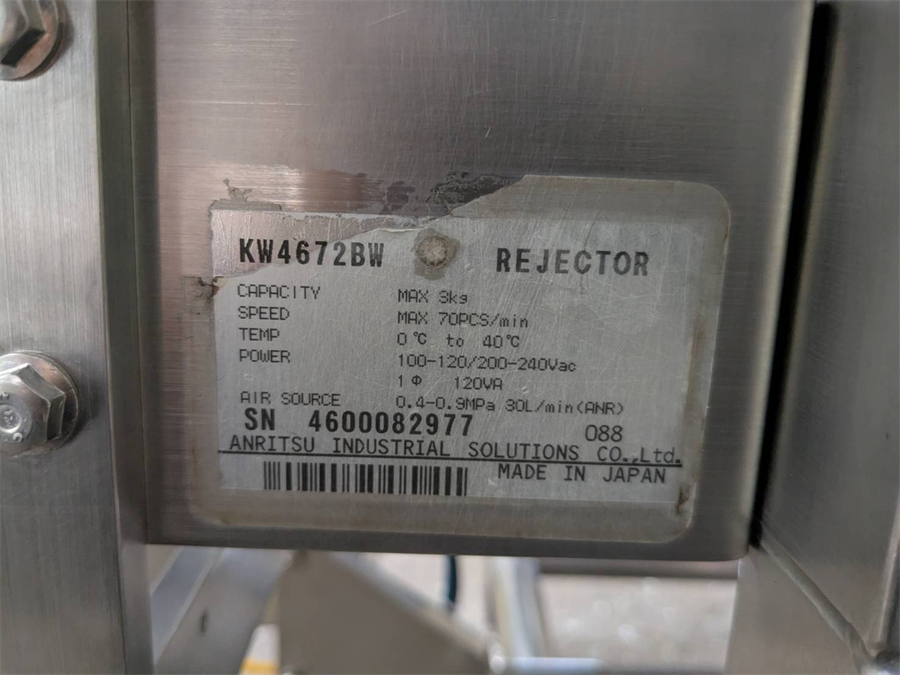 KW4672BW REJECTOR
CAPACITY MAX 3kg
SPEED MAX 70PCS/min
TEMP 0℃ to 40℃
POWER 100-120/200-240Vac
1Φ 120VA
AIR SOURCE 0.4-0.9MPa 30L/min(ANR)
SN 4600082977 088
ANRITSU INDUSTRIAL SOLUTIONS CO.,Ltd.
MADE IN JAPAN